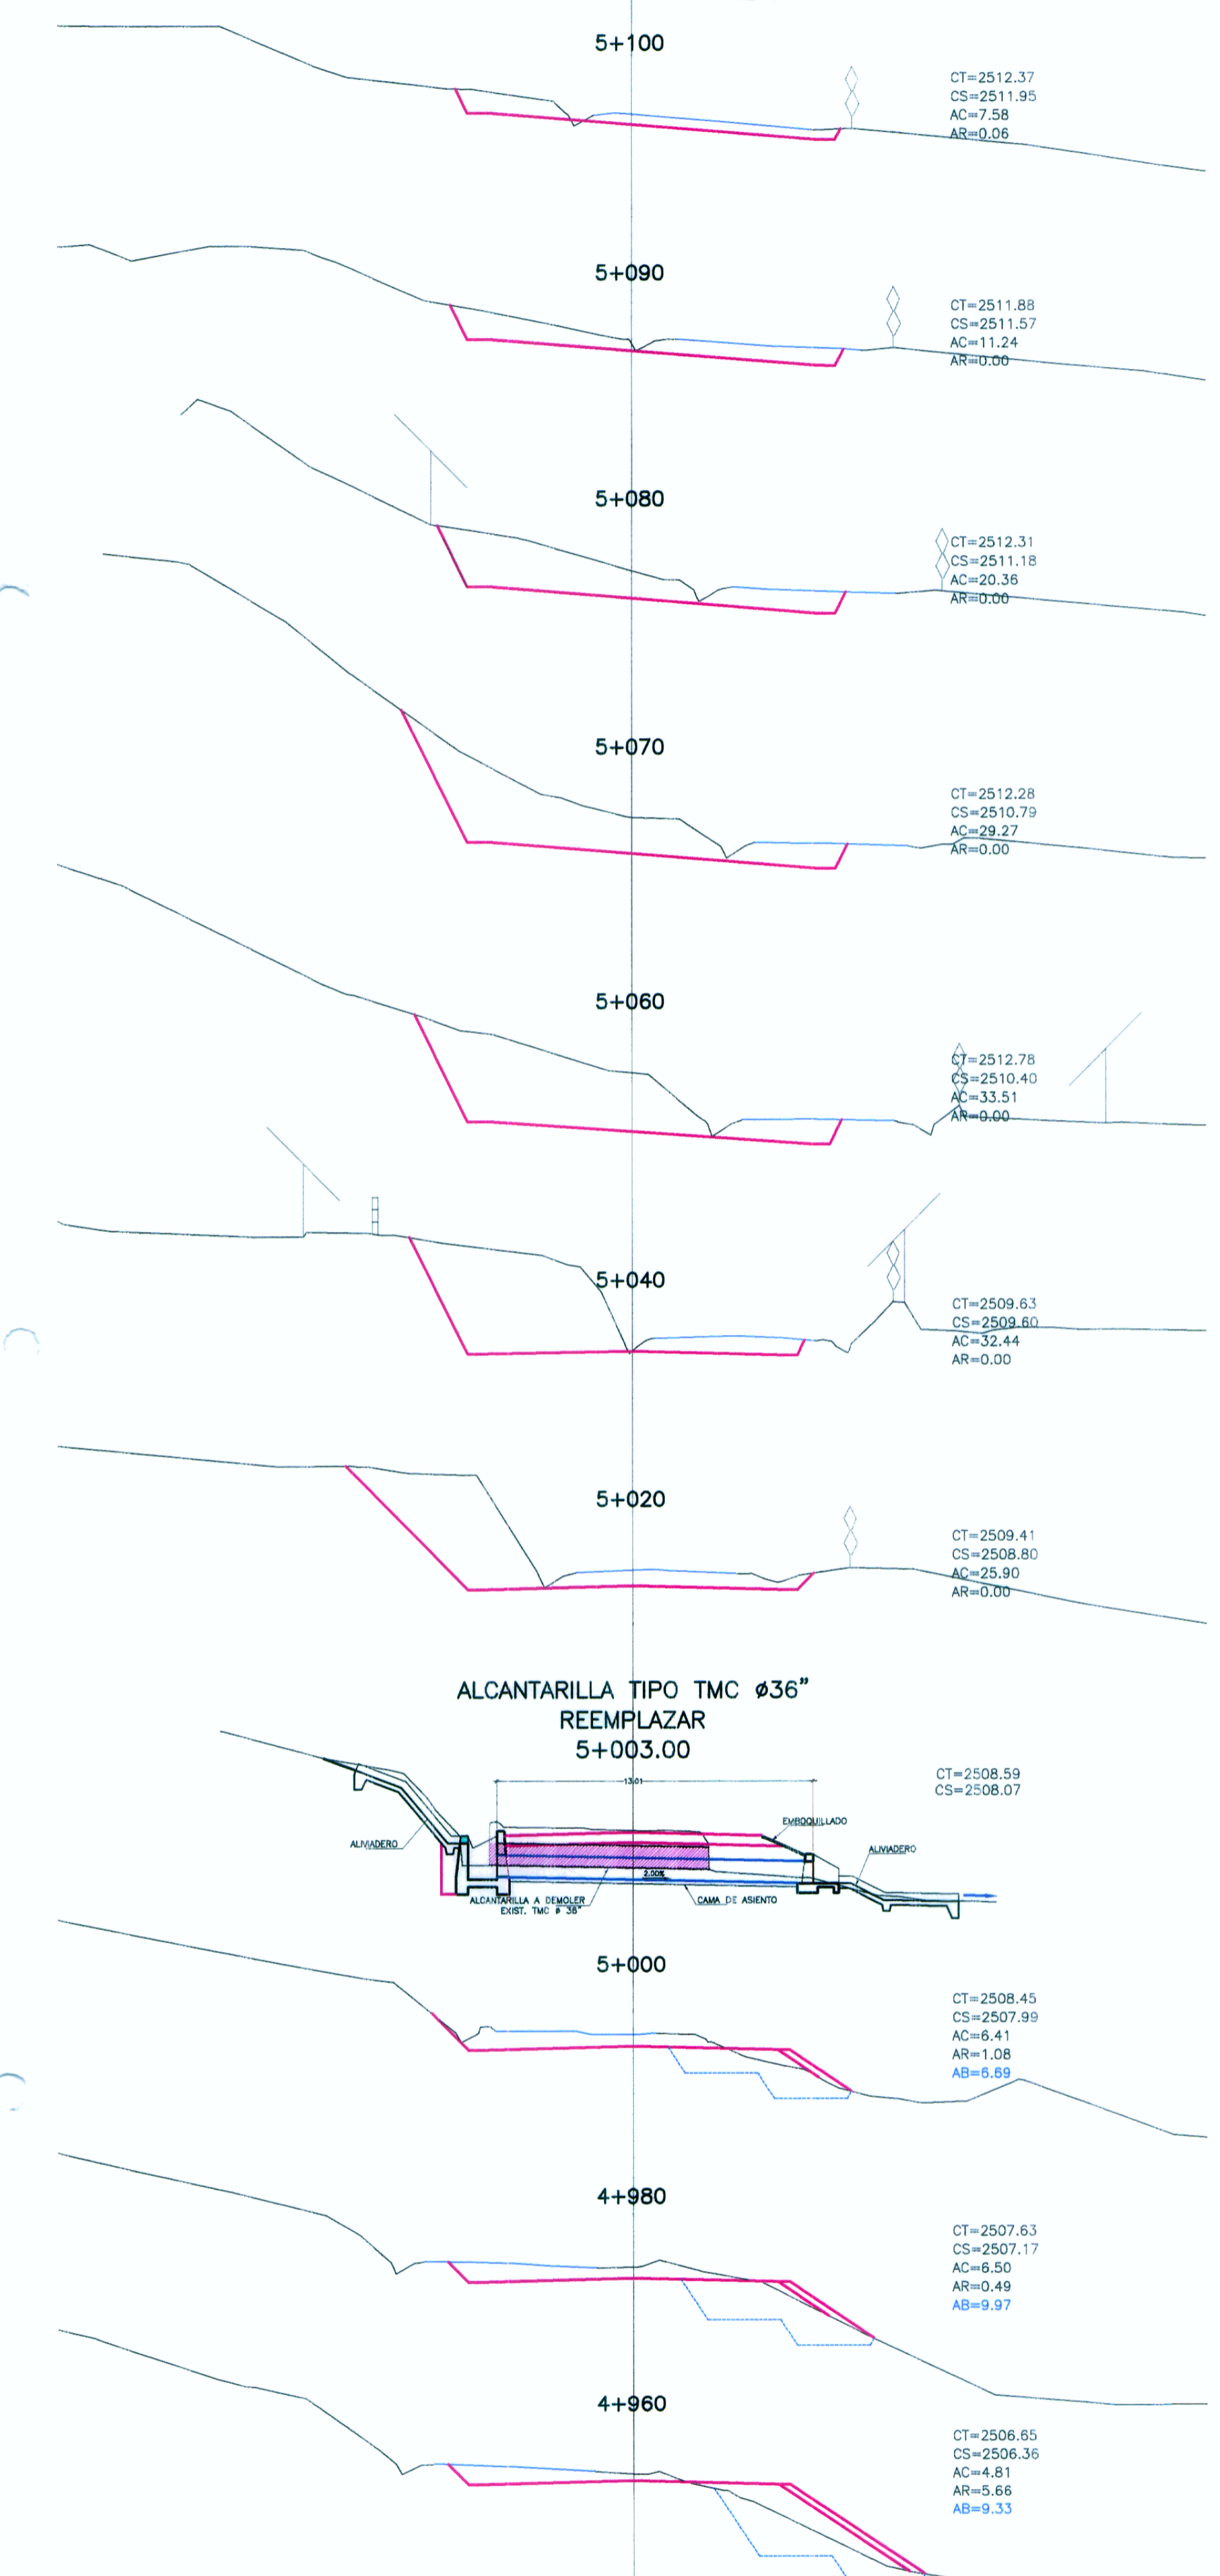 5+100
CT=2512.37
CS=2511.95
AC=7.58
AR=0.06
5+090
CT=2511.88
CS=2511.57
AC=11.24
AR=0.00
5+080
CT=2512.31
CS=2511.18
AC=20.36
AR=0.00
5+070
CT=2512.28
CS=2510.79
AC=29.27
AR=0.00
5+060
CT=2512.78
CS=2510.40
AC=33.51
AR=0.00
5+040
CT=2509.63
CS=2509.60
AC=32.44
AR=0.00
5+020
CT=2509.41
CS=2508.80
AC=25.90
AR=0.00
ALCANTARILLA TIPO TMC ø36"
REEMPLAZAR
5+003.00
CT=2508.59
CS=2508.07
13.01
EMBOQUILLADO
ALIVIADERO
ALIVIADERO
2.00%
ALCANTARILLA A DEMOLER
EXIST. TMC ø 36"
CAMA DE ASIENTO
5+000
CT=2508.45
CS=2507.99
AC=6.41
AR=1.08
AB=6.69
4+980
CT=2507.63
CS=2507.17
AC=6.50
AR=0.49
AB=9.97
4+960
CT=2506.65
CS=2506.36
AC=4.81
AR=5.66
AB=9.33